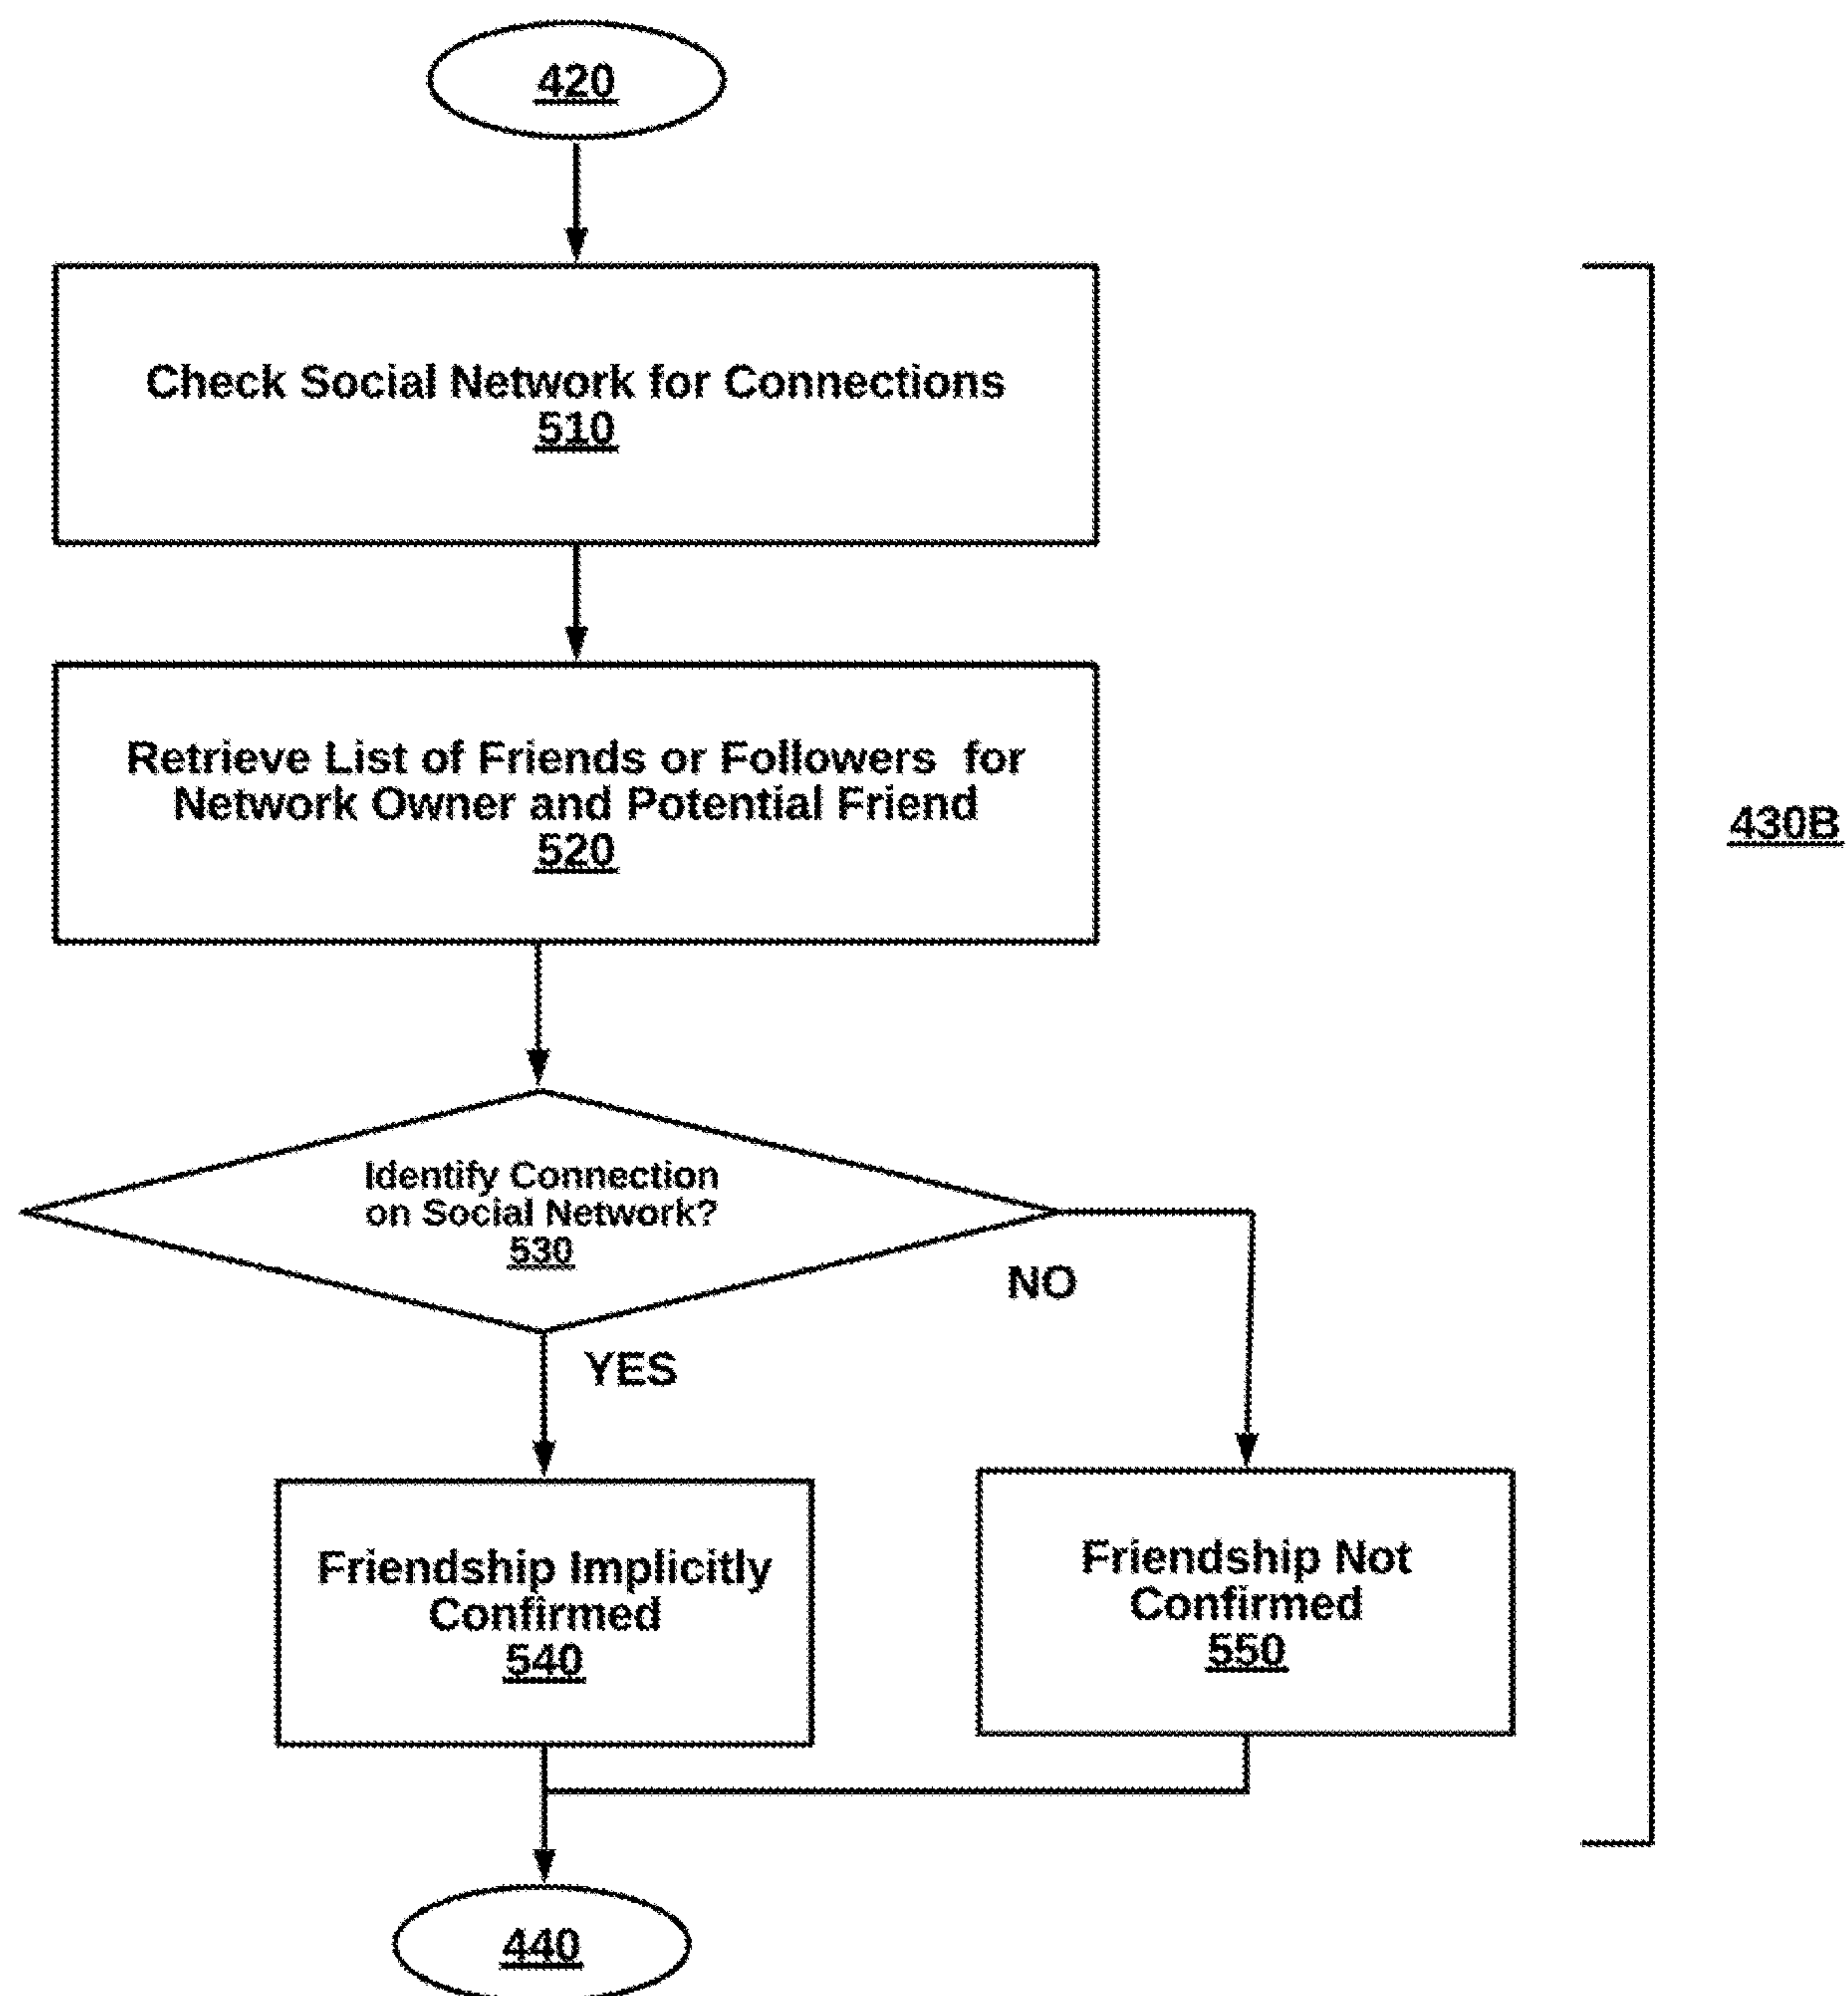 420
Check Social Network for Connections
510
Retrieve List of Friends or Followers for
Network Owner and Potential Friend
520
430B
Identify Connection
on Social Network?
530
NO
YES
Friendship Implicitly
Confirmed
540
Friendship Not
Confirmed
550
440